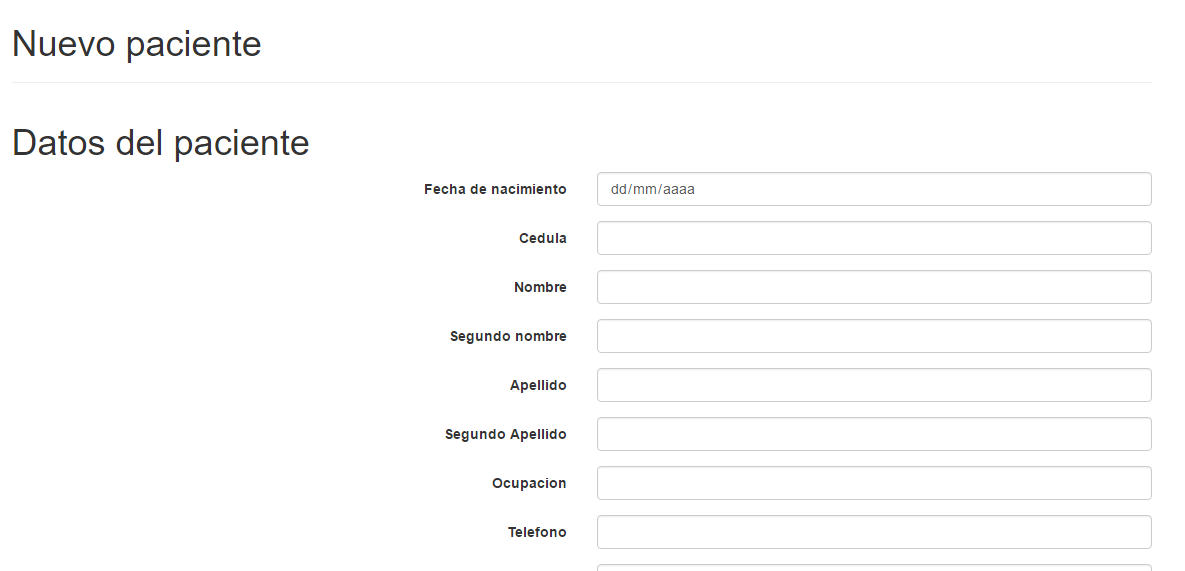 Nuevo paciente
Datos del paciente
Fecha de nacimiento dd/mm/aaaa
Cedula
Nombre
Segundo nombre
Apellido
Segundo Apellido
Ocupacion
Telefono